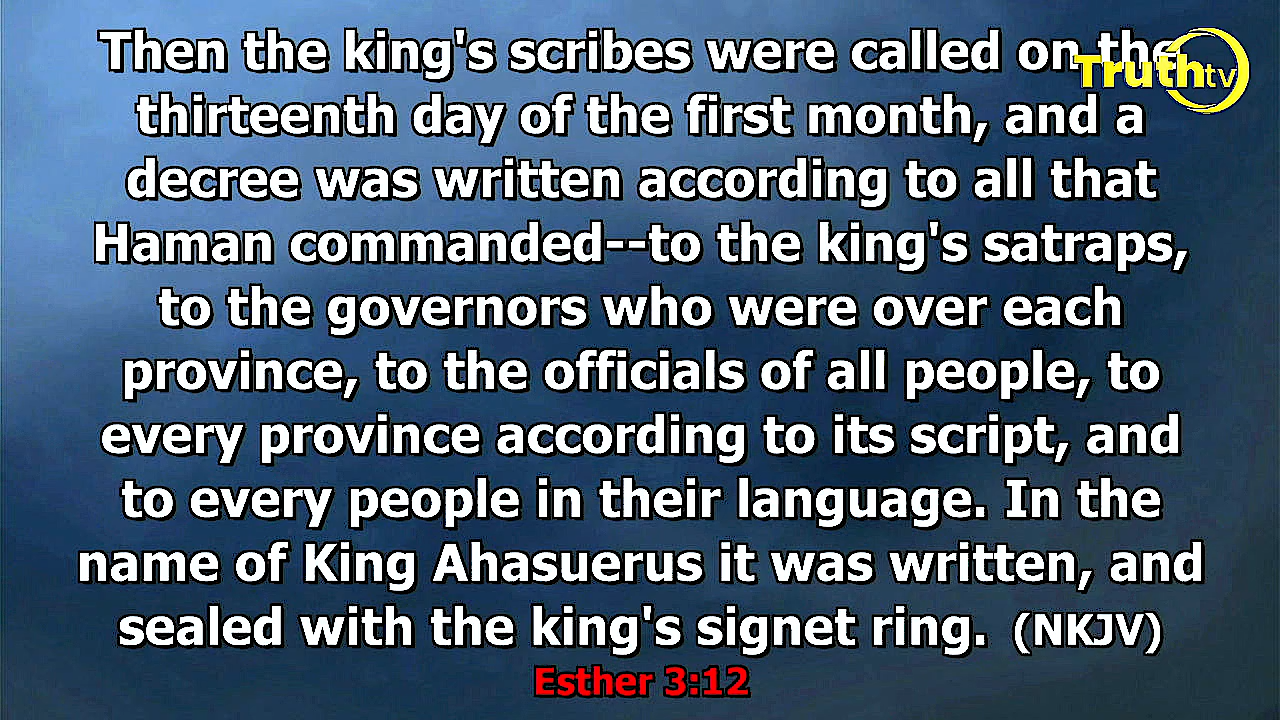 Then the king's scribes were called on the
Truthtv
thirteenth day of the first month, and a
decree was written according to all that
Haman commanded--to the king's satraps,
to the governors who were over each
province, to the officials of all people, to
every province according to its script, and
to every people in their language. In the
name of King Ahasuerus it was written, and
sealed with the king's signet ring. (NKJV)
Esther 3:12